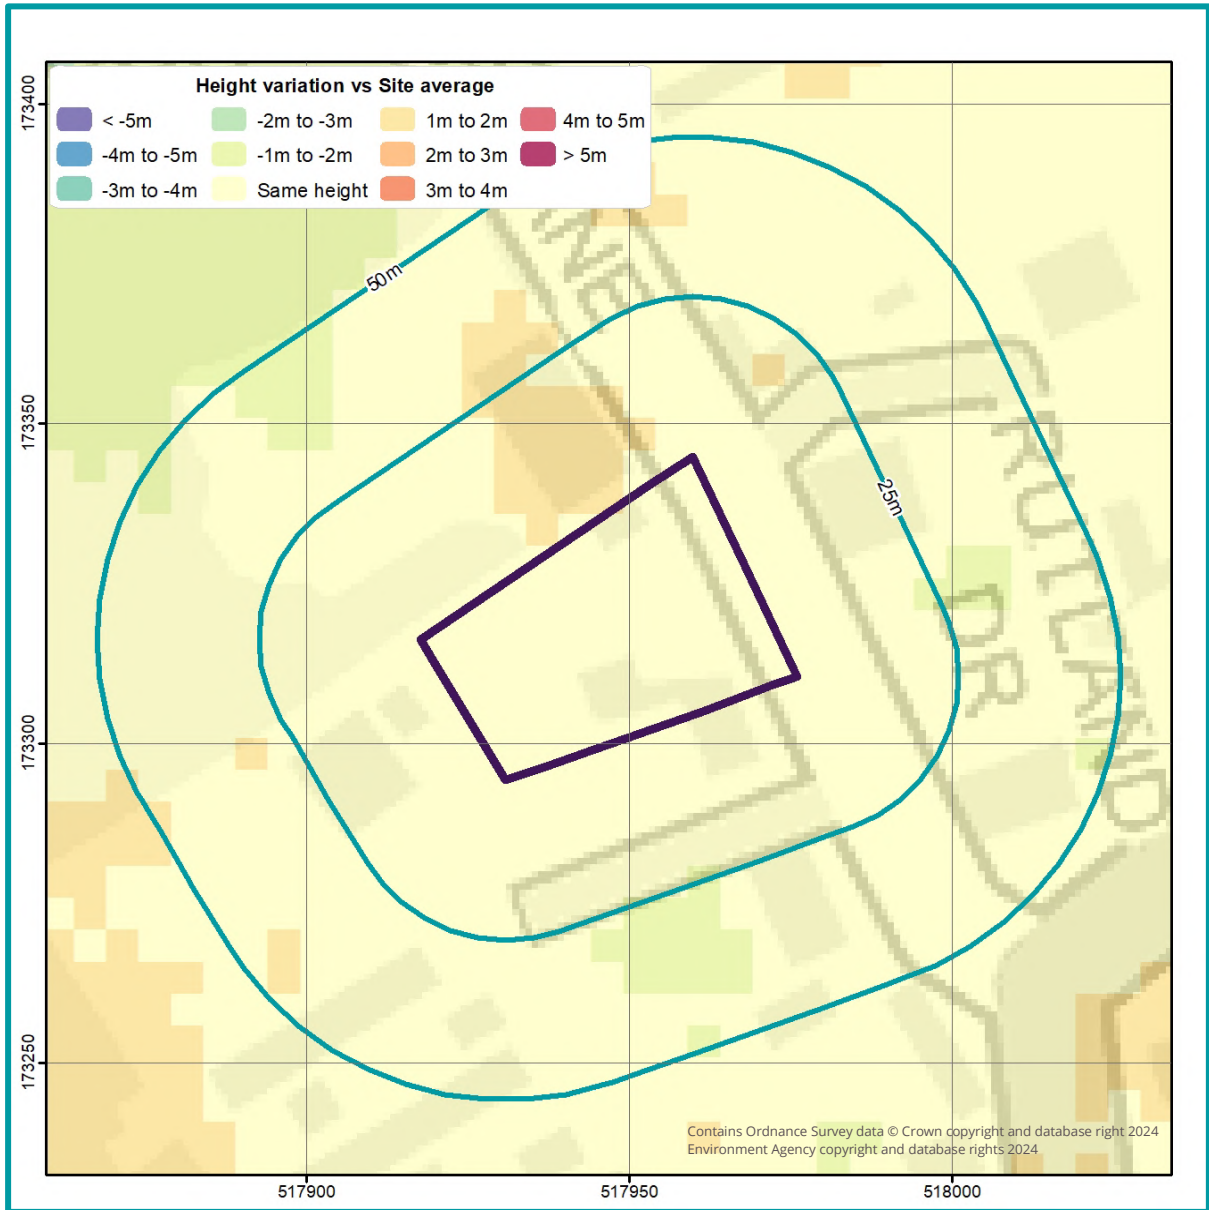 Height variation vs Site average
< -5m
-2m to -3m
1m to 2m
4m to 5m
-4m to -5m
-1m to -2m
2m to 3m
> 5m
-3m to -4m
Same height
3m to 4m
173400
173350
173300
173250
50m
25m
RUTLAND
DR
Contains Ordnance Survey data © Crown copyright and database right 2024
Environment Agency copyright and database rights 2024
517900
517950
518000